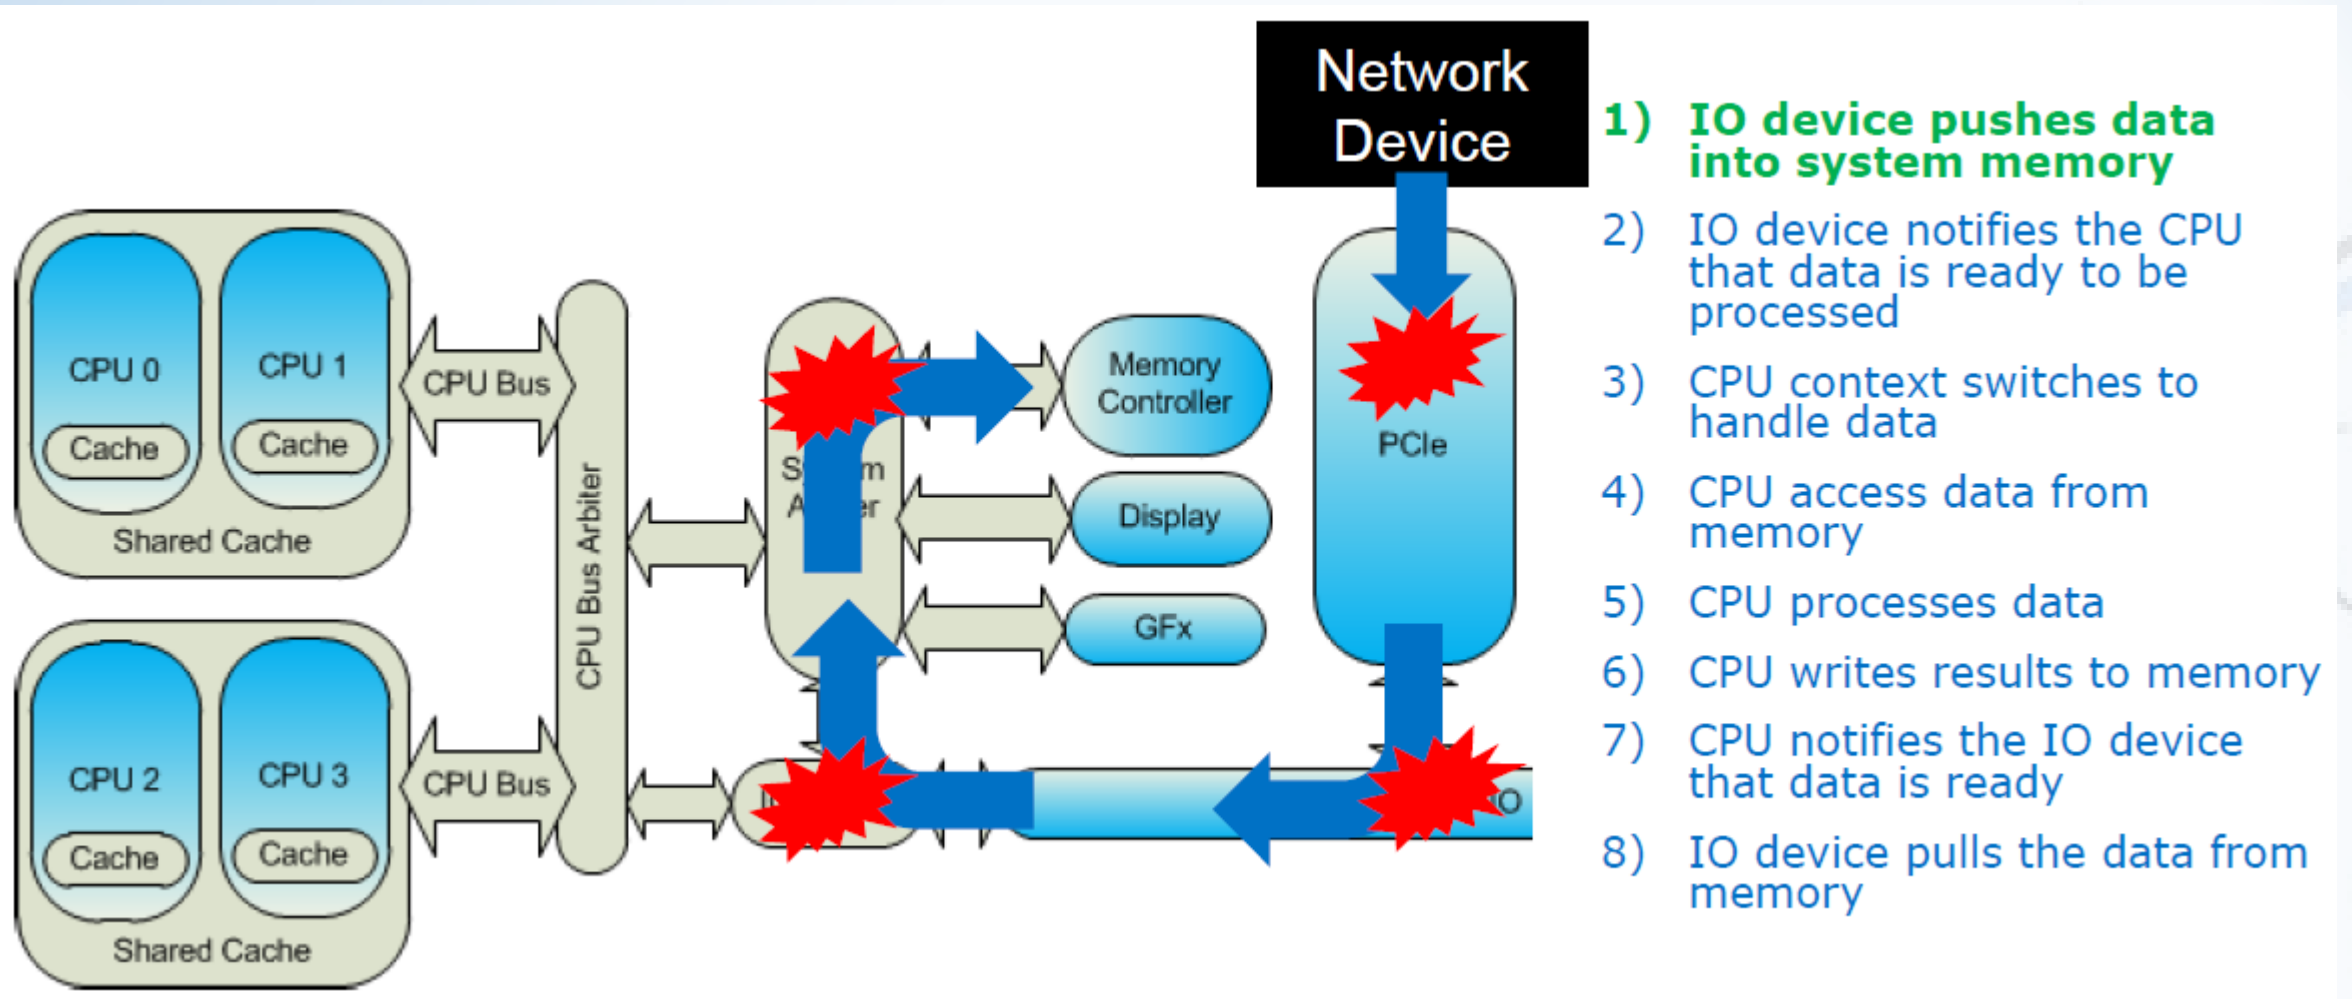 Network
Device
1) IO device pushes data
into system memory
2) IO device notifies the CPU
that data is ready to be
processed
3) CPU context switches to
handle data
4) CPU access data from
memory
5) CPU processes data
6) CPU writes results to memory
7) CPU notifies the IO device
that data is ready
8) IO device pulls the data from
memory
CPU 0
Cache
CPU 1
Cache
Shared Cache
CPU Bus
CPU 2
Cache
CPU 3
Cache
Shared Cache
CPU Bus
CPU Bus Arbiter
Memory
Controller
Display
GFx
PCIe